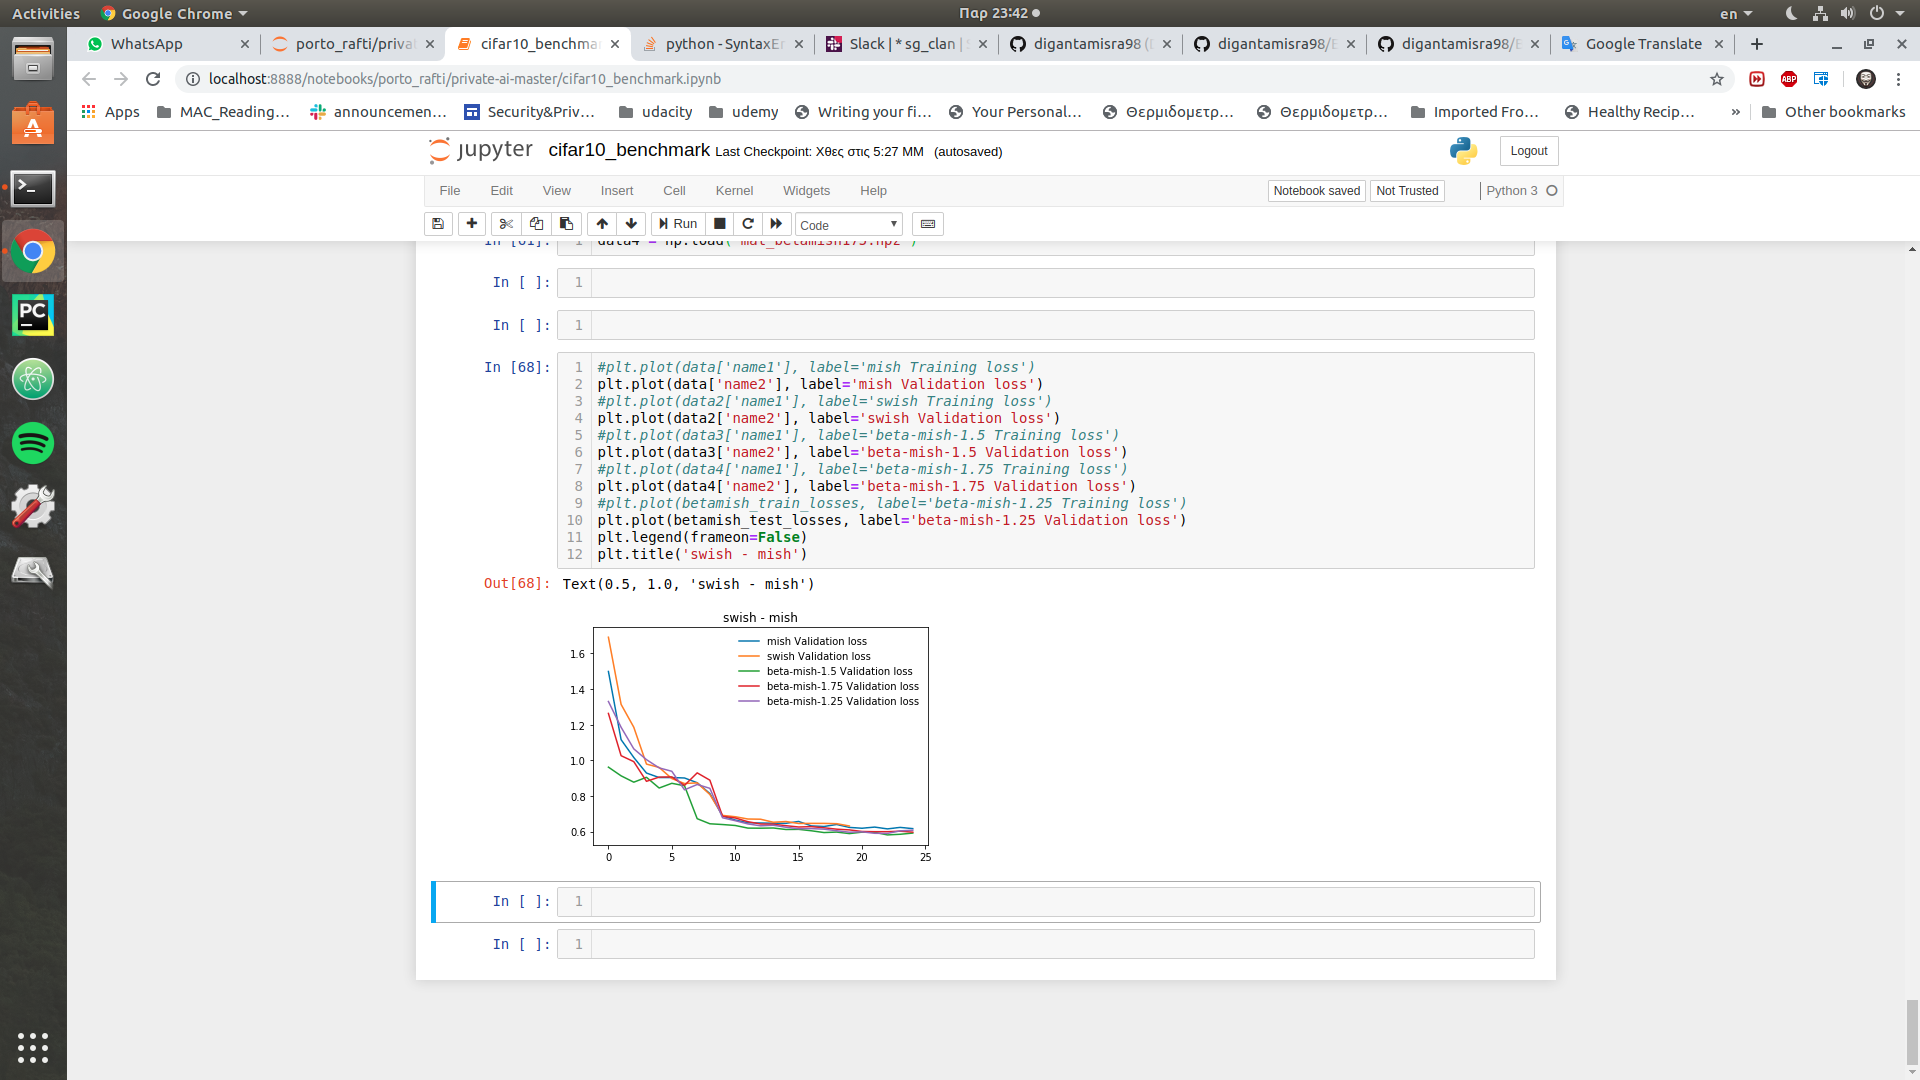 Activities
Google Chrome
Παρ 23:42
en
WhatsApp
porto_rafti/priva
cifar10_benchma
python - SyntaxEr
Slack | * sg_clan |
digantamisra98 (
digantamisra98/E
digantamisra98/E
Google Translate
localhost:8888/notebooks/porto_rafti/private-ai-master/cifar10_benchmark.ipynb
ABP
Apps
MAC_Reading...
announcemen...
Security&Priv...
udacity
udemy
Writing your fi...
Your Personal...
Θερμιδομετρ...
Θερμιδομετρ...
Imported Fro...
Healthy Recip...
»
Other bookmarks
jupyter
cifar10_benchmark Last Checkpoint: Χθες στις 5:27 ΜΜ (autosaved)
Logout
File
Edit
View
Insert
Cell
Kernel
Widgets
Help
Notebook saved
Not Trusted
Python 3
Run
Code
PC
In [61]:
1 data4 = np.load('mat_betamish175.npz')
In [ ]:
1
In [ ]:
1
In [68]:
1 #plt.plot(data['name1'], label='mish Training loss')
2 plt.plot(data['name2'], label='mish Validation loss')
3 #plt.plot(data2['name1'], label='swish Training loss')
4 plt.plot(data2['name2'], label='swish Validation loss')
5 #plt.plot(data3['name1'], label='beta-mish-1.5 Training loss')
6 plt.plot(data3['name2'], label='beta-mish-1.5 Validation loss')
7 #plt.plot(data4['name1'], label='beta-mish-1.75 Training loss')
8 plt.plot(data4['name2'], label='beta-mish-1.75 Validation loss')
9 #plt.plot(betamish_train_losses, label='beta-mish-1.25 Training loss')
10 plt.plot(betamish_test_losses, label='beta-mish-1.25 Validation loss')
11 plt.legend(frameon=False)
12 plt.title('swish - mish')
Out[68]: Text(0.5, 1.0, 'swish - mish')
swish - mish
mish Validation loss
swish Validation loss
beta-mish-1.5 Validation loss
beta-mish-1.75 Validation loss
beta-mish-1.25 Validation loss
1.6
1.4
1.2
1.0
0.8
0.6
0 5 10 15 20 25
In [ ]:
1
In [ ]:
1